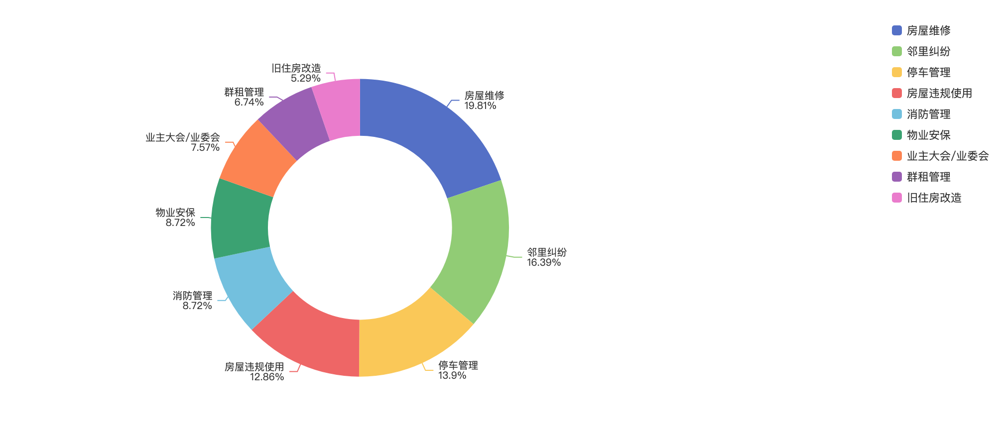 旧住房改造
5.29%
群租管理
6.74%
房屋维修
19.81%
业主大会/业委会
7.57%
物业安保
8.72%
邻里纠纷
16.39%
消防管理
8.72%
房屋违规使用
12.86%
停车管理
13.9%
房屋维修
邻里纠纷
停车管理
房屋违规使用
消防管理
物业安保
业主大会/业委会
群租管理
旧住房改造